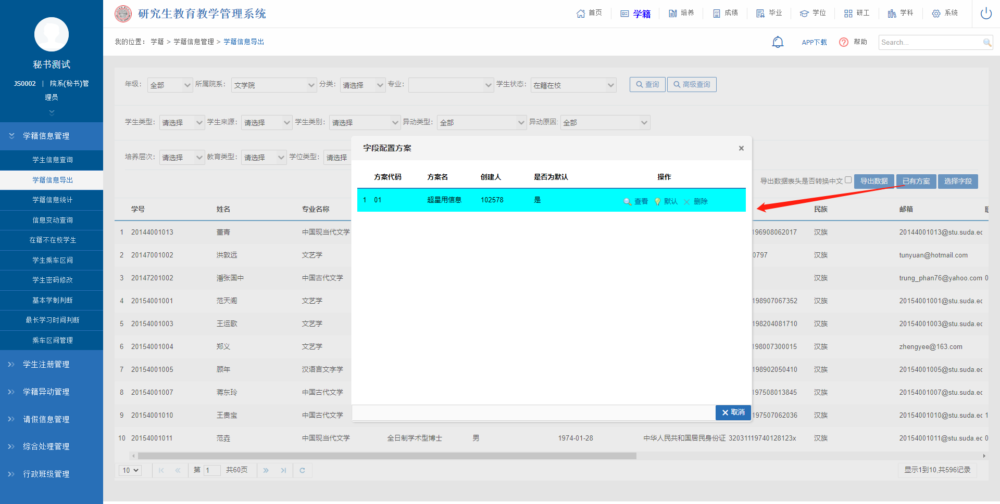 研究生教育教学管理系统
首页
学籍
培养
成绩
毕业
学位
研工
学科
系统
秘书测试
JS0002 | 院系(秘书)管
理员
我的位置： 学籍 > 学籍信息管理 > 学籍信息导出
APP下载
帮助
Search...
学籍信息管理
学生信息查询
学籍信息导出
学籍信息统计
信息变动查询
在籍不在校学生
学生乘车区间
学生密码修改
基本学制判断
最长学习时间判断
乘车区间管理
学生注册管理
学籍异动管理
请假信息管理
综合处理管理
行政班级管理
年级： 全部 所属院系： 文学院 分类： 请选择 专业： 学生状态： 在籍在校 查询 高级查询
学生类型： 请选择 学生来源： 请选择 学生类别： 请选择 异动类型： 全部 异动原因： 全部
培养层次： 请选择 教育类型： 请选择 学位类型： 请选择
导出数据表头是否转换中文 导出数据 已有方案 选择字段
字段配置方案 ×
方案代码 方案名 创建人 是否为默认 操作
1 01 超星用信息 102578 是 查看 默认 删除
取消
学号 姓名 专业名称 民族 邮箱
1 20144001013 董青 中国现当代文学 196908062017 汉族 20144001013@stu.suda.ec
2 20147001002 洪敦远 文艺学 0797 汉族 tunyuan@hotmail.com
3 20147201002 潘张国中 中国古代文学 汉族 trung_phan76@yahoo.com 0
4 20154001001 范天阁 文艺学 198907067352 汉族 20154001001@stu.suda.ec
5 20154001003 王运歌 文艺学 198204081710 汉族 20154001003@stu.suda.ec
6 20154001004 郑义 文艺学 198007300015 汉族 zhengyee@163.com
7 20154001005 顾年 汉语言文字学 198902050410 汉族 20154001005@stu.suda.ec
8 20154001007 蒋东玲 中国古代文学 197508013845 汉族 20154001007@stu.suda.ec
9 20154001010 王贵宝 中国古代文学 197507062036 汉族 20154001010@stu.suda.ec 1
10 20154001011 范垚 中国现当代文学 全日制学术型博士 男 1974-01-28 中华人民共和国居民身份证 32031119740128123x 汉族 20154001011@stu.suda.ec 0
10 第 1 共60页
显示1到10,共596记录